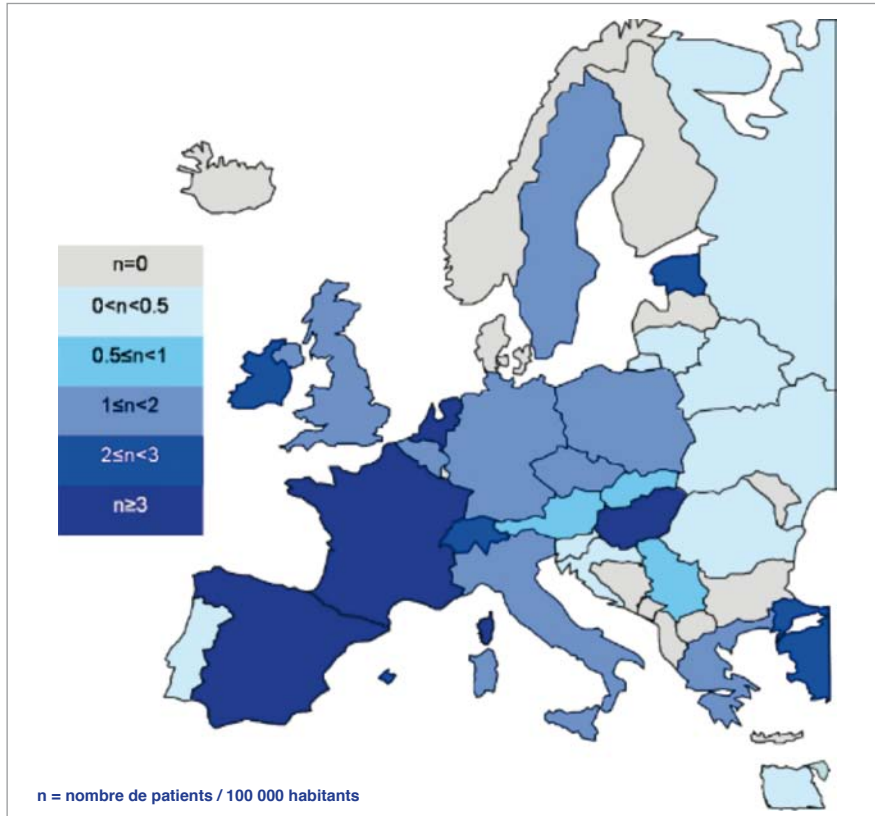 n=0
0<n<0.5
0.5≤n<1
1≤n<2
2≤n<3
n≥3
n = nombre de patients / 100 000 habitants